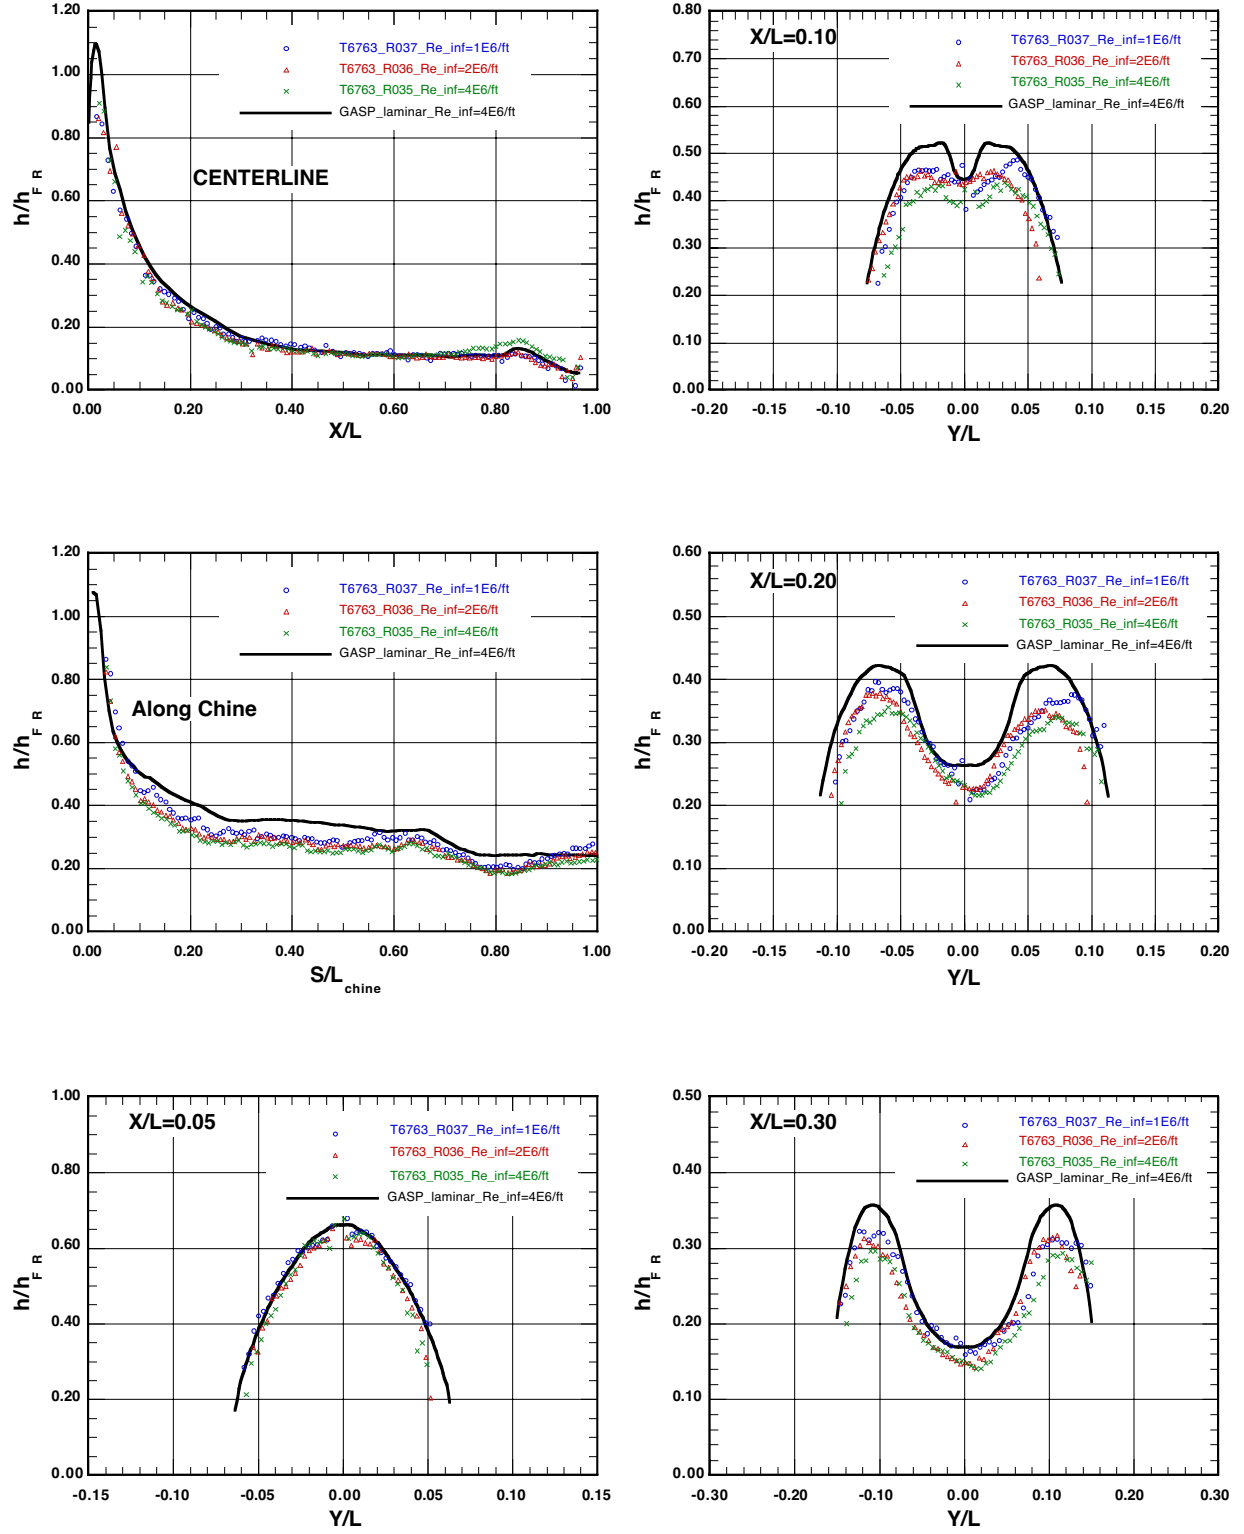 1.20
1.00
0.80
0.60
0.40
0.20
0.00
h/h F R
T6763_R037_Re_inf=1E6/ft
T6763_R036_Re_inf=2E6/ft
T6763_R035_Re_inf=4E6/ft
GASP_laminar_Re_inf=4E6/ft
CENTERLINE
0.00 0.20 0.40 0.60 0.80 1.00
X/L
0.80
0.70
0.60
0.50
0.40
0.30
0.20
0.10
0.00
h/h F R
X/L=0.10
T6763_R037_Re_inf=1E6/ft
T6763_R036_Re_inf=2E6/ft
T6763_R035_Re_inf=4E6/ft
GASP_laminar_Re_inf=4E6/ft
-0.20 -0.15 -0.10 -0.05 0.00 0.05 0.10 0.15 0.20
Y/L
1.20
1.00
0.80
0.60
0.40
0.20
0.00
h/h F R
T6763_R037_Re_inf=1E6/ft
T6763_R036_Re_inf=2E6/ft
T6763_R035_Re_inf=4E6/ft
GASP_laminar_Re_inf=4E6/ft
Along Chine
0.00 0.20 0.40 0.60 0.80 1.00
S/L chine
0.60
0.50
0.40
0.30
0.20
0.10
0.00
h/h F R
X/L=0.20
T6763_R037_Re_inf=1E6/ft
T6763_R036_Re_inf=2E6/ft
T6763_R035_Re_inf=4E6/ft
GASP_laminar_Re_inf=4E6/ft
-0.20 -0.15 -0.10 -0.05 0.00 0.05 0.10 0.15 0.20
Y/L
1.00
0.80
0.60
0.40
0.20
0.00
h/h F R
X/L=0.05
T6763_R037_Re_inf=1E6/ft
T6763_R036_Re_inf=2E6/ft
T6763_R035_Re_inf=4E6/ft
GASP_laminar_Re_inf=4E6/ft
-0.15 -0.10 -0.05 0.00 0.05 0.10 0.15
Y/L
0.50
0.40
0.30
0.20
0.10
0.00
h/h F R
X/L=0.30
T6763_R037_Re_inf=1E6/ft
T6763_R036_Re_inf=2E6/ft
T6763_R035_Re_inf=4E6/ft
GASP_laminar_Re_inf=4E6/ft
-0.30 -0.20 -0.10 0.00 0.10 0.20 0.30
Y/L